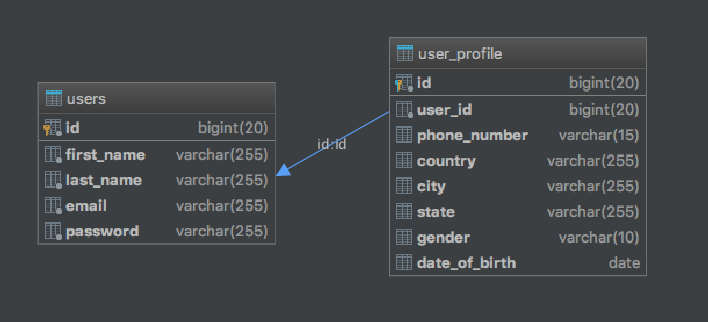 users
id bigint(20)
first_name varchar(255)
last_name varchar(255)
email varchar(255)
password varchar(255)
id:id
user_profile
id bigint(20)
user_id bigint(20)
phone_number varchar(15)
country varchar(255)
city varchar(255)
state varchar(255)
gender varchar(10)
date_of_birth date